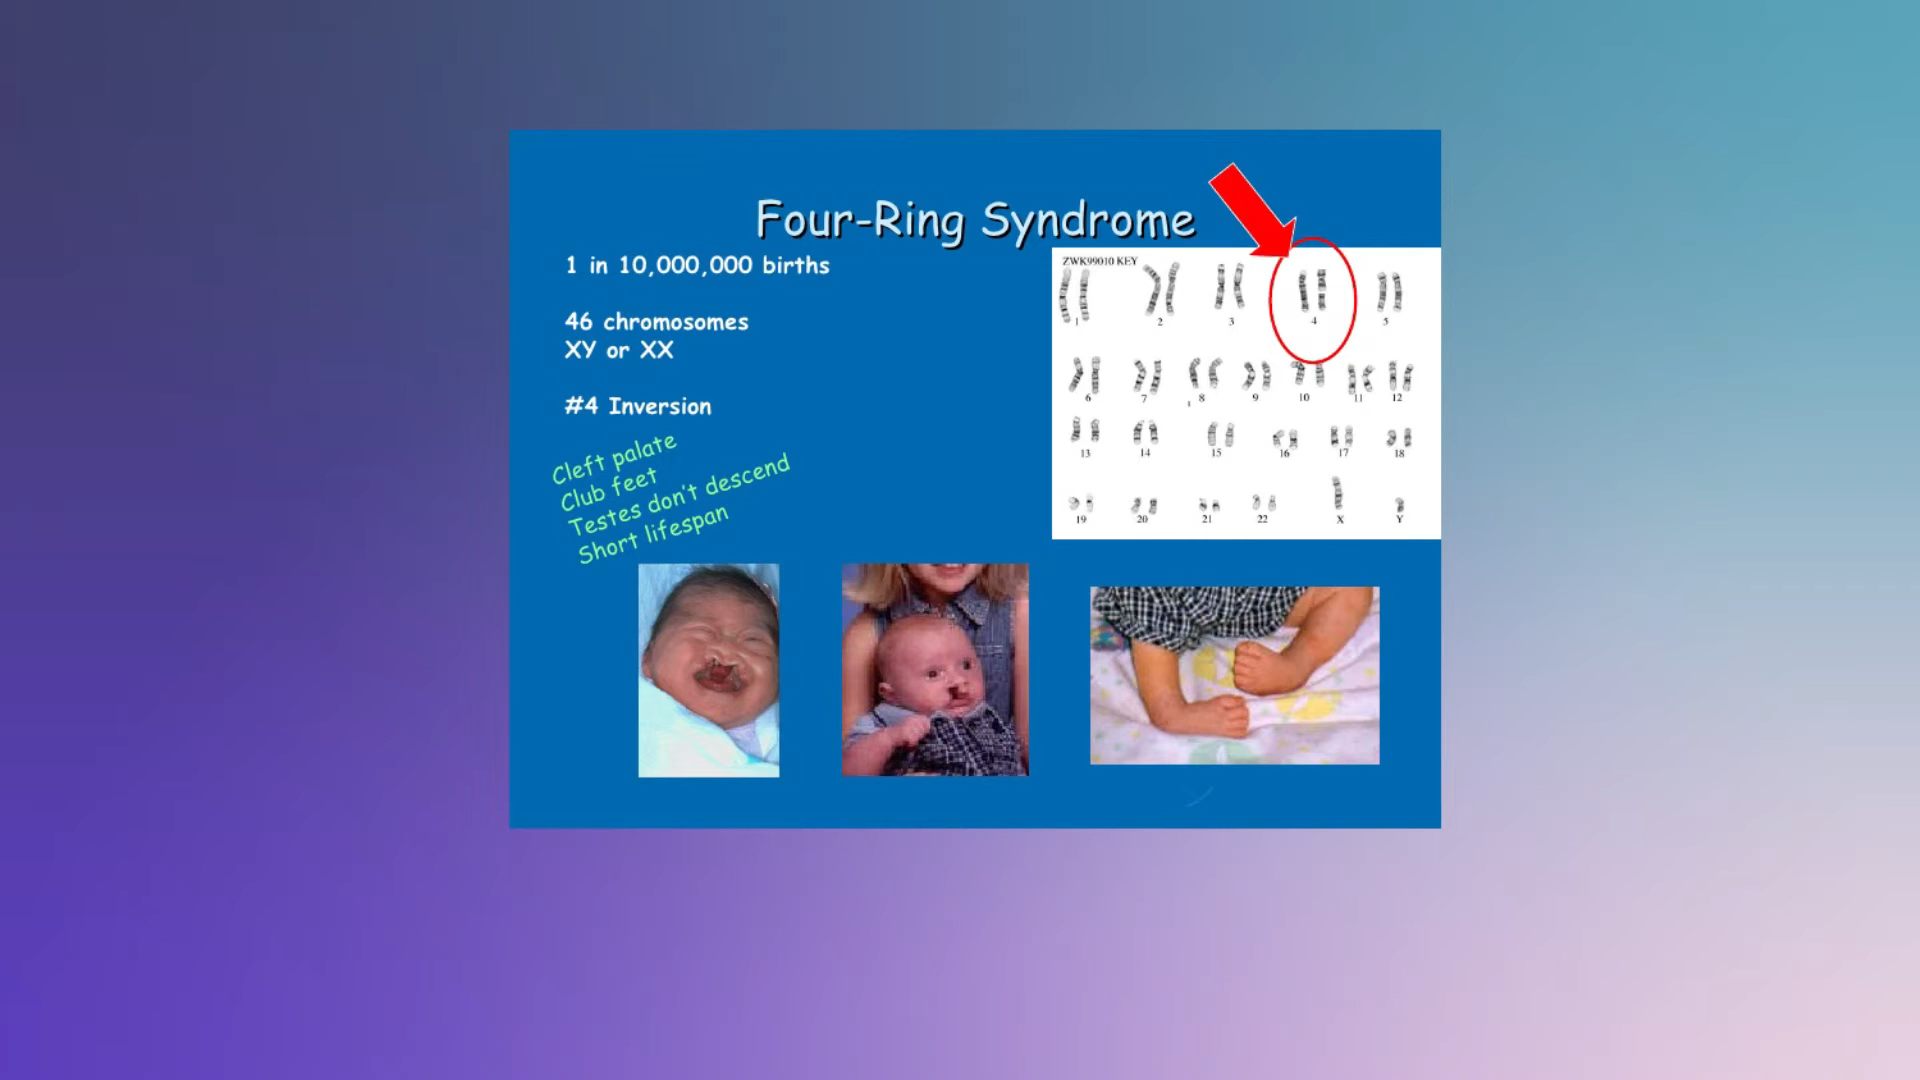 Four-Ring Syndrome
1 in 10,000,000 births
46 chromosomes
XY or XX
#4 Inversion
Cleft palate
Club feet
Testes don't descend
Short lifespan
ZWK99010 KEY
1 2 3 4 5
6 7 8 9 10 11 12
13 14 15 16 17 18
19 20 21 22 X Y